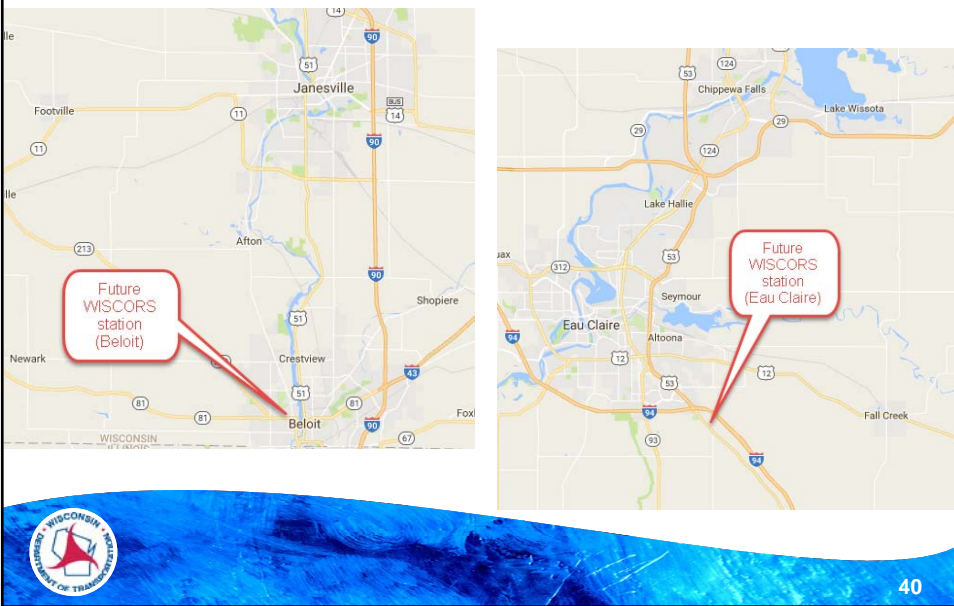 14
90
51
Janesville
Footville
11
BUS
14
11
90
213
Afton
90
Future
WISCORS
station
(Beloit)
Shopiere
51
Newark
Crestview
43
51
81
81
81
Beloit
90
67
WISCONSIN
53
124
Chippewa Falls
Lake Wissota
29
29
124
Lake Hallie
Future
WISCORS
station
(Eau Claire)
53
312
Seymour
Eau Claire
94
Altoona
12
12
53
94
Fall Creek
93
94
WISCONSIN
DEPARTMENT OF TRANSPORTATION
40